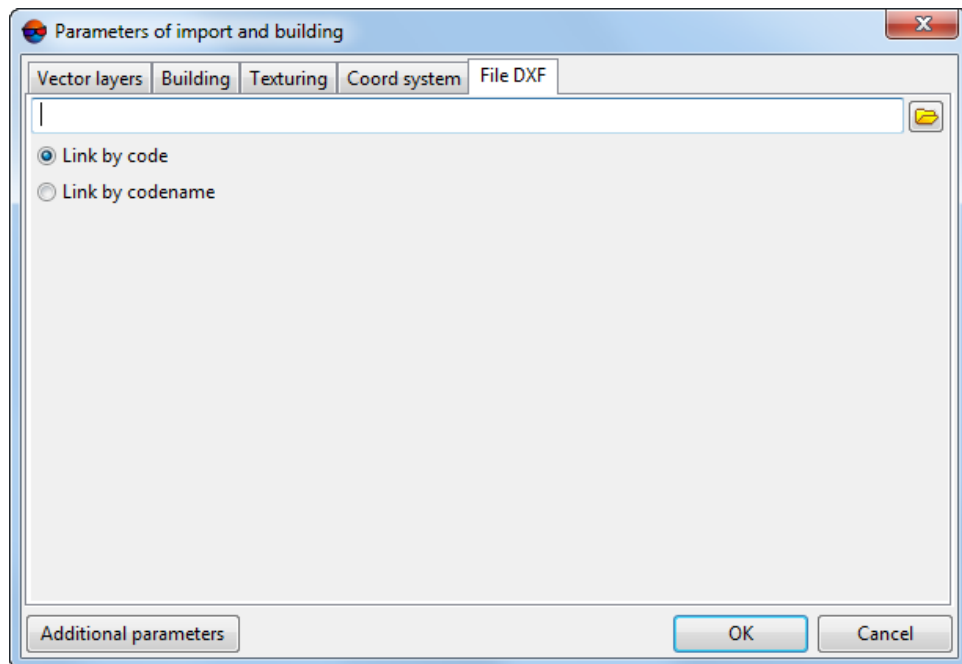 Parameters of import and building
Vector layers Building Texturing Coord system File DXF
Link by code
Link by codename
Additional parameters OK Cancel